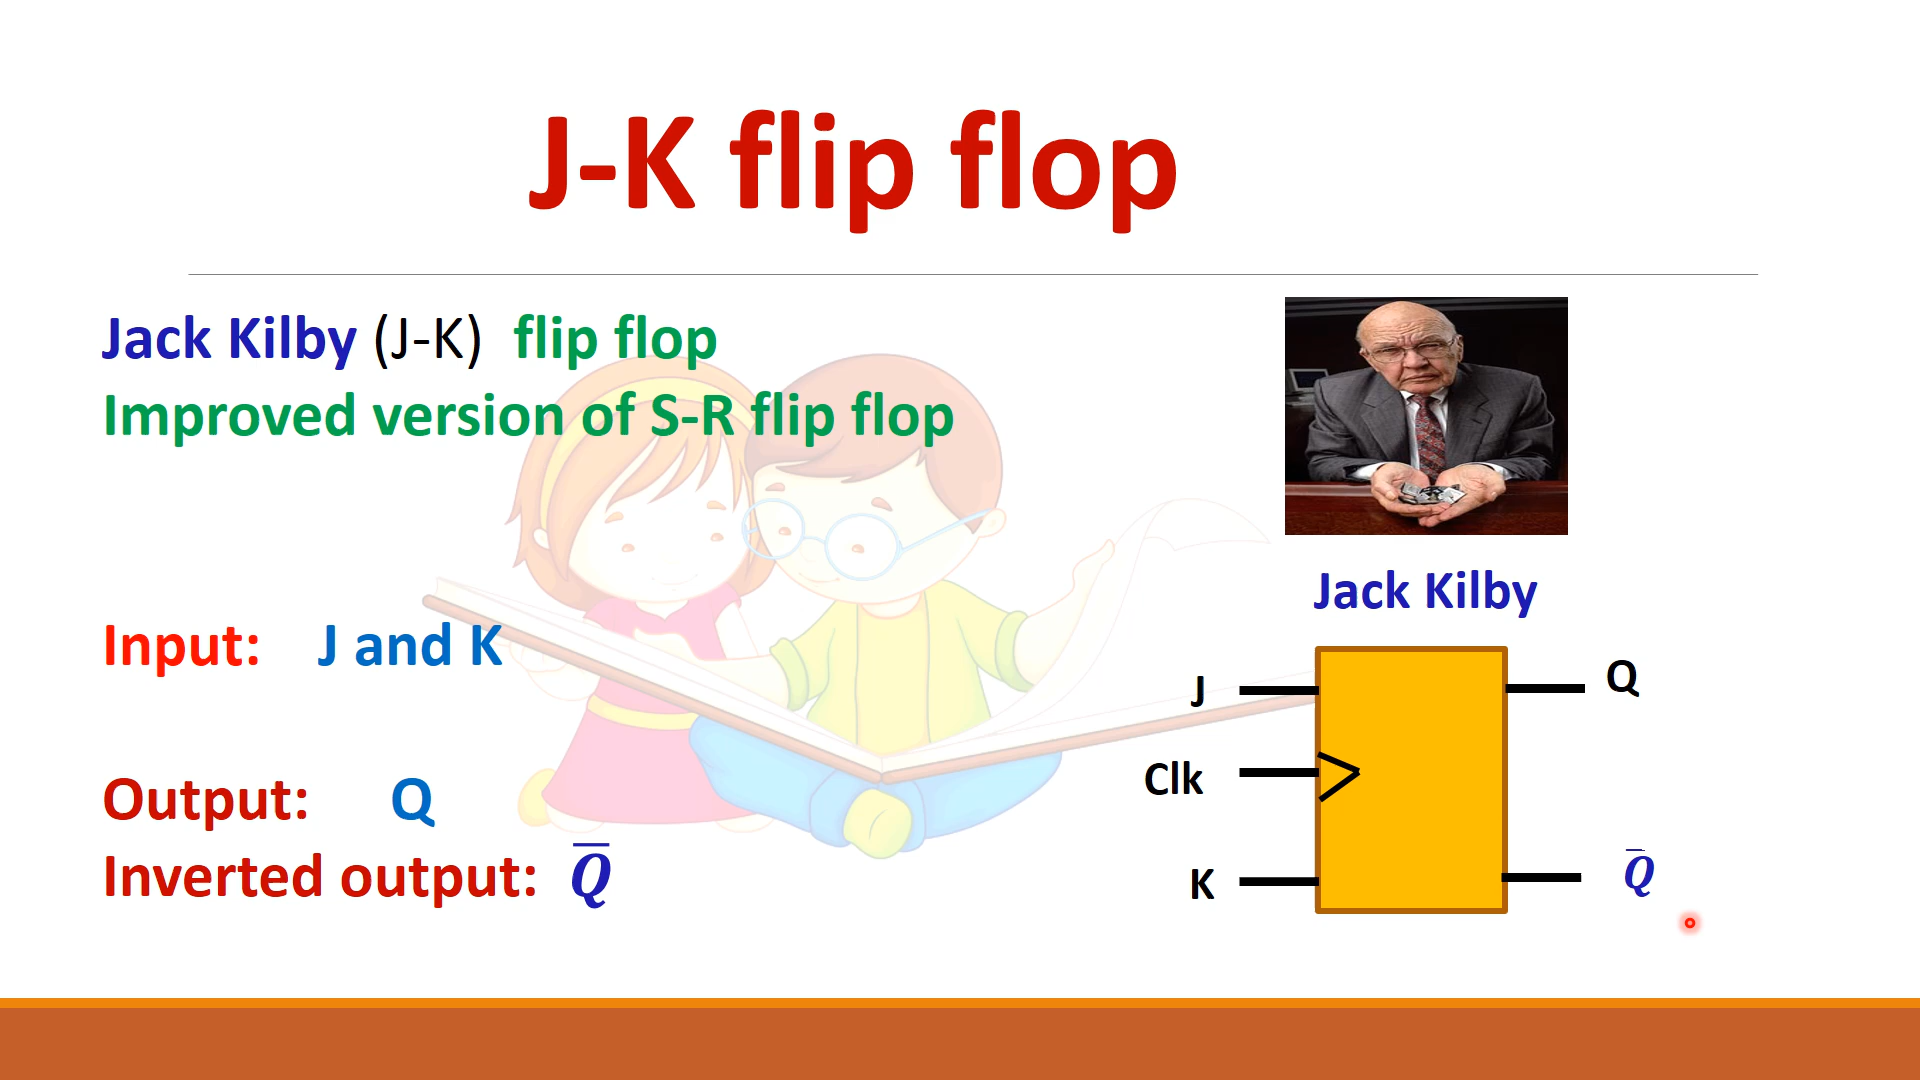 J-K flip flop
Jack Kilby (J-K) flip flop
Improved version of S-R flip flop
Input: J and K
Output: Q
Inverted output: Q̅
Jack Kilby
J
Q
Clk
K
Q̅